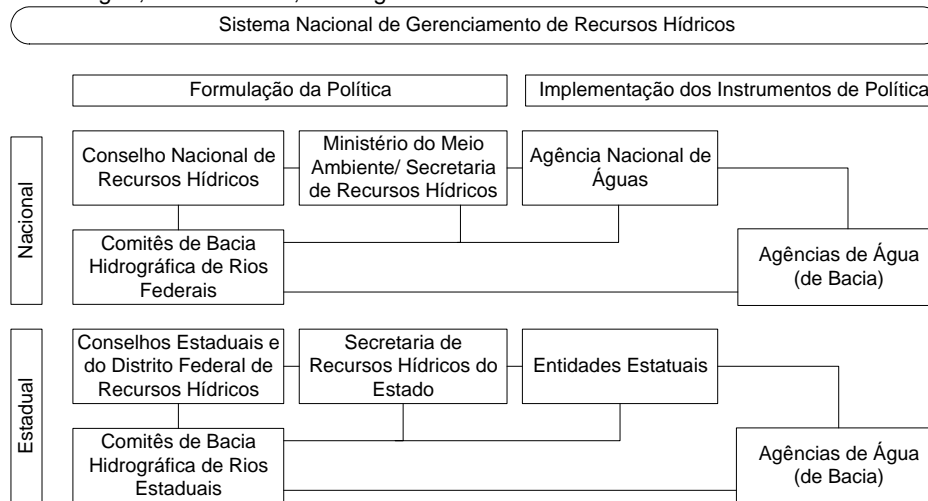 Sistema Nacional de Gerenciamento de Recursos Hídricos
Formulação da Política
Implementação dos Instrumentos de Política
Nacional
Conselho Nacional de
Recursos Hídricos
Ministério do Meio
Ambiente/ Secretaria
de Recursos Hídricos
Agência Nacional de
Águas
Comitês de Bacia
Hidrográfica de Rios
Federais
Agências de Água
(de Bacia)
Estadual
Conselhos Estaduais e
do Distrito Federal de
Recursos Hídricos
Secretaria de
Recursos Hídricos do
Estado
Entidades Estatuais
Comitês de Bacia
Hidrográfica de Rios
Estaduais
Agências de Água
(de Bacia)